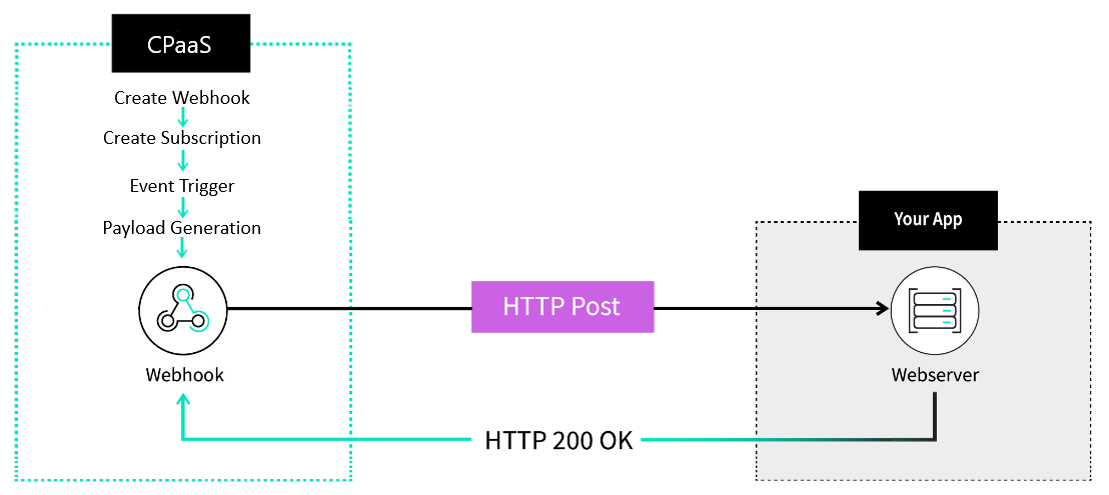 CPaaS
Create Webhook
Create Subscription
Event Trigger
Payload Generation
Webhook
HTTP Post
Your App
Webserver
HTTP 200 OK